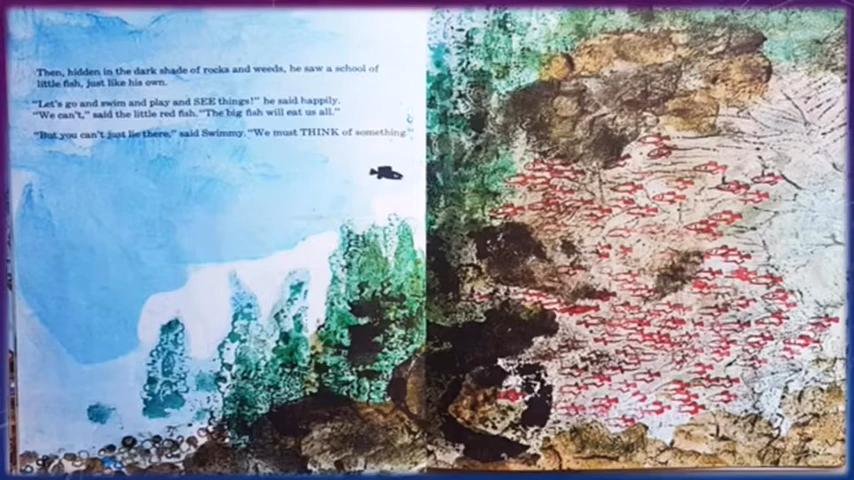 Then, hidden in the dark shade of rocks and weeds, he saw a school of
little fish, just like his own.
"Let's go and swim and play and SEE things!" he said happily.
"We can't," said the little red fish. "The big fish will eat us all."
"But you can't just lie there," said Swimmy. "We must THINK of something."